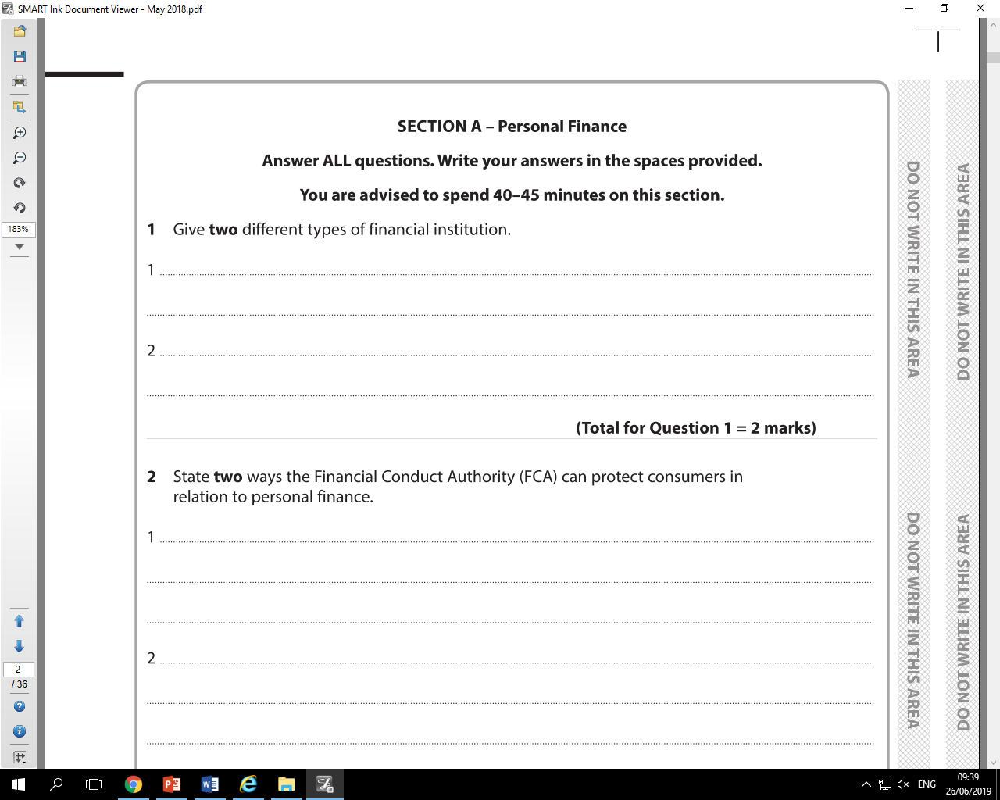 SMART Ink Document Viewer - May 2018.pdf
SECTION A – Personal Finance
Answer ALL questions. Write your answers in the spaces provided.
You are advised to spend 40–45 minutes on this section.
1 Give two different types of financial institution.
1
2
(Total for Question 1 = 2 marks)
2 State two ways the Financial Conduct Authority (FCA) can protect consumers in
relation to personal finance.
1
2
DO NOT WRITE IN THIS AREA
DO NOT WRITE IN THIS AREA
DO NOT WRITE IN THIS AREA
DO NOT WRITE IN THIS AREA
183%
2
/ 36
ENG
09:39
26/06/2019